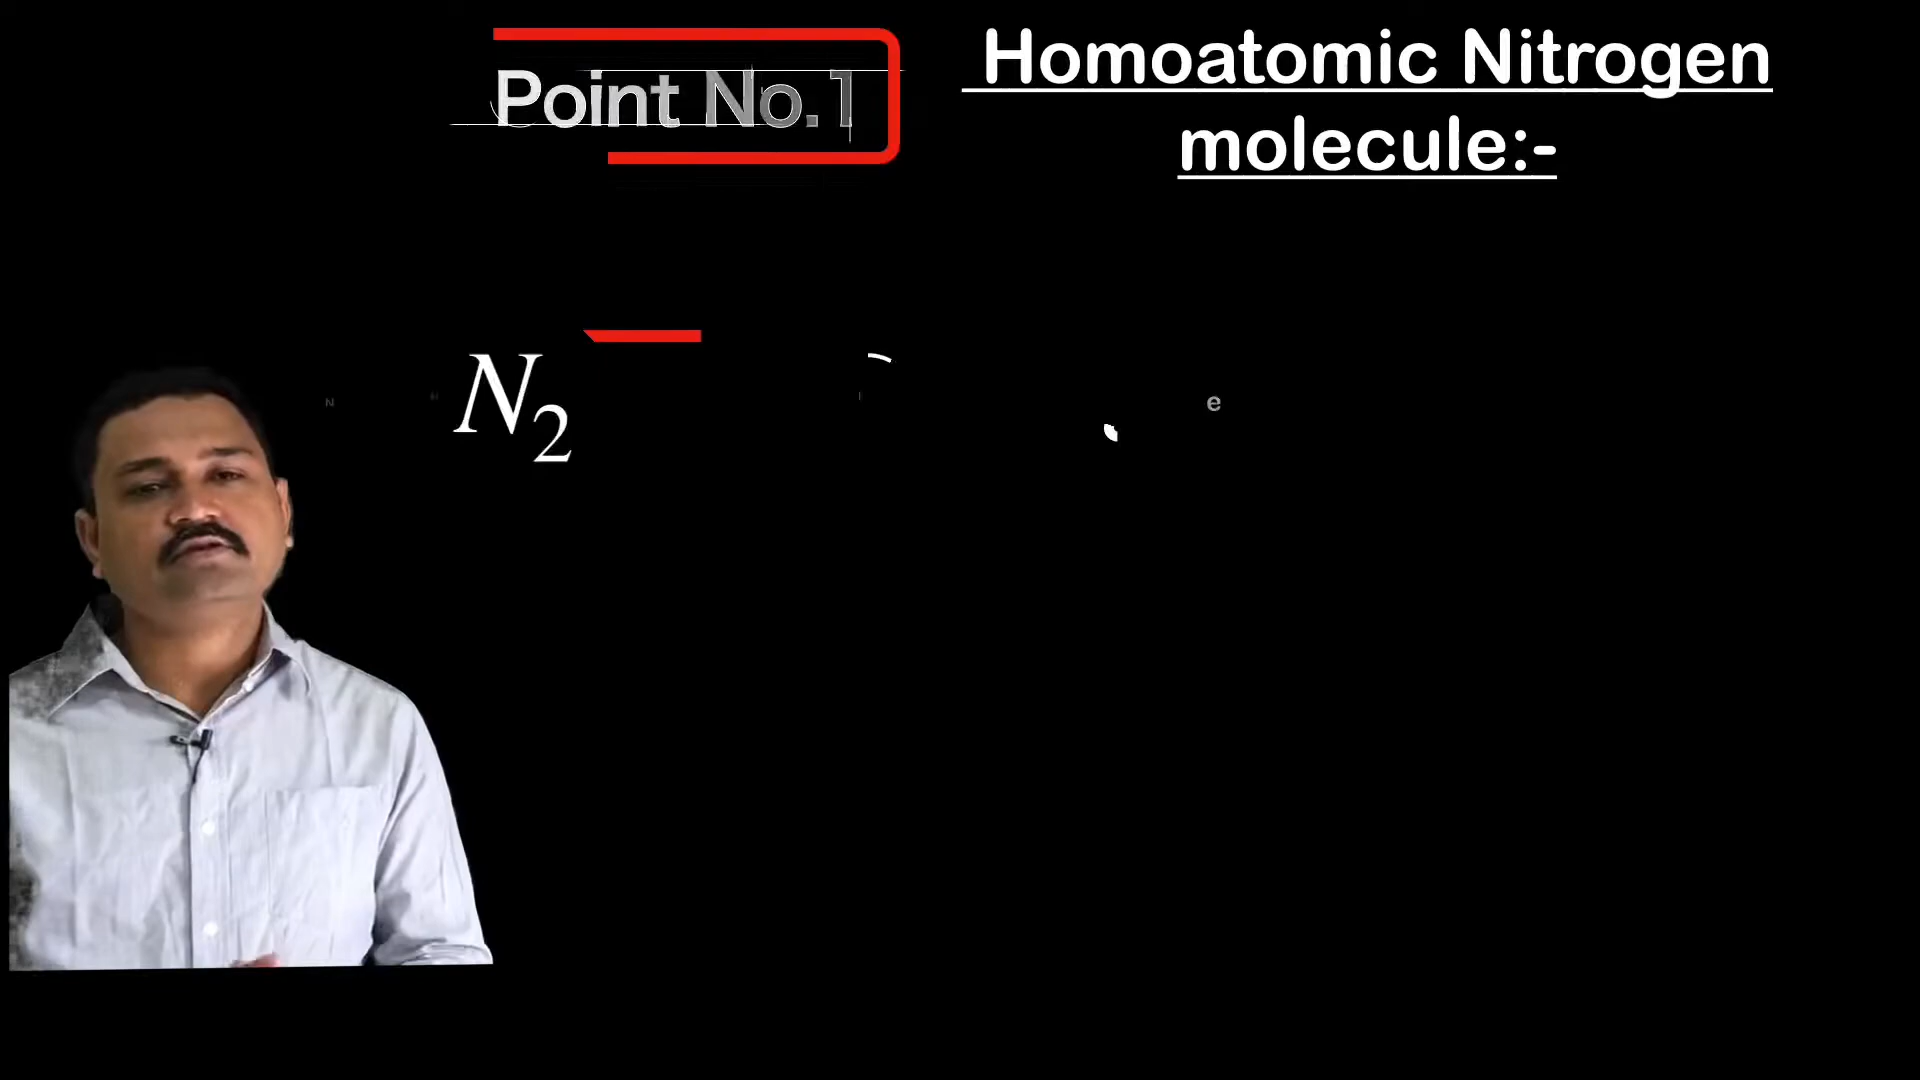 Point No.1
Homoatomic Nitrogen
molecule:-
N₂
N
e